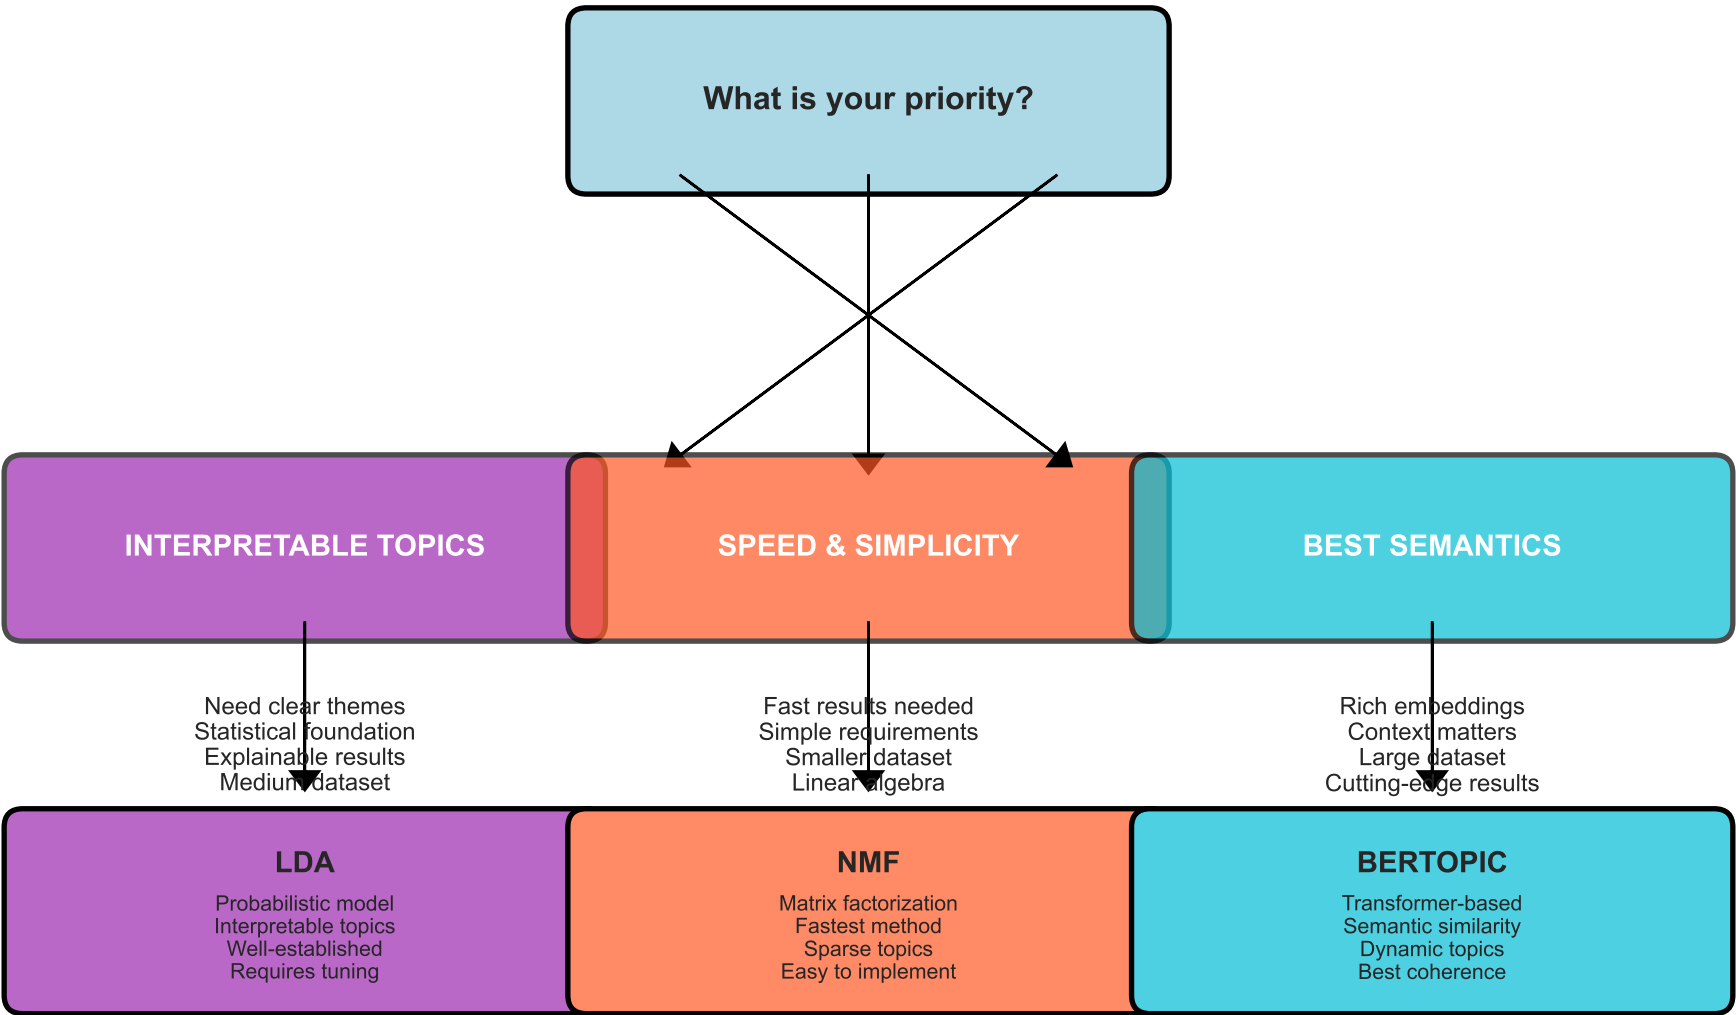 What is your priority?
INTERPRETABLE TOPICS
SPEED & SIMPLICITY
BEST SEMANTICS
Need clear themes
Statistical foundation
Explainable results
Medium dataset
Fast results needed
Simple requirements
Smaller dataset
Linear algebra
Rich embeddings
Context matters
Large dataset
Cutting-edge results
LDA
Probabilistic model
Interpretable topics
Well-established
Requires tuning
NMF
Matrix factorization
Fastest method
Sparse topics
Easy to implement
BERTOPIC
Transformer-based
Semantic similarity
Dynamic topics
Best coherence